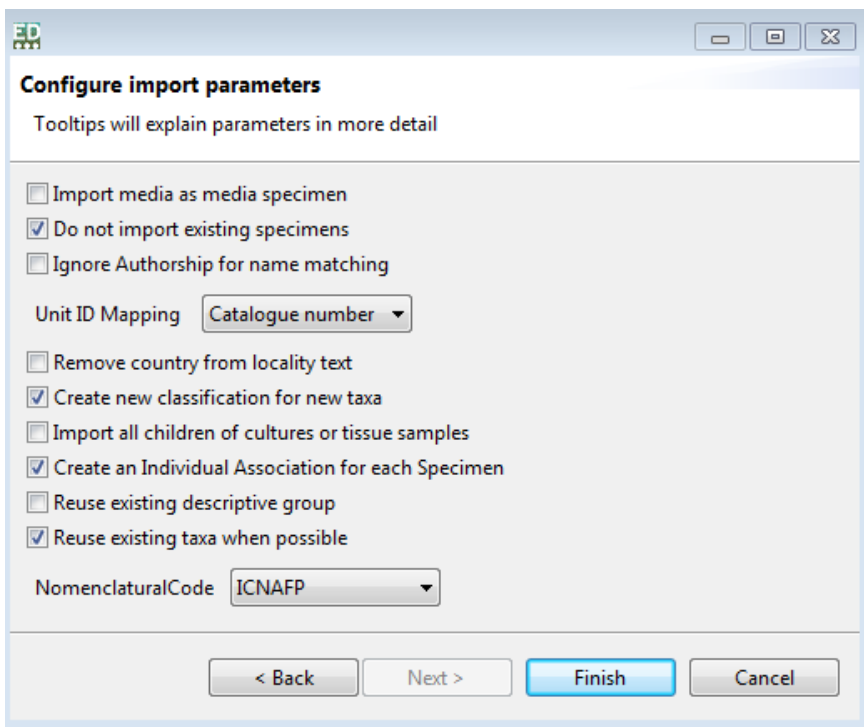 ED
Configure import parameters
Tooltips will explain parameters in more detail
Import media as media specimen
Do not import existing specimens
Ignore Authorship for name matching
Unit ID Mapping Catalogue number
Remove country from locality text
Create new classification for new taxa
Import all children of cultures or tissue samples
Create an Individual Association for each Specimen
Reuse existing descriptive group
Reuse existing taxa when possible
NomenclaturalCode ICNAFP
< Back Next > Finish Cancel